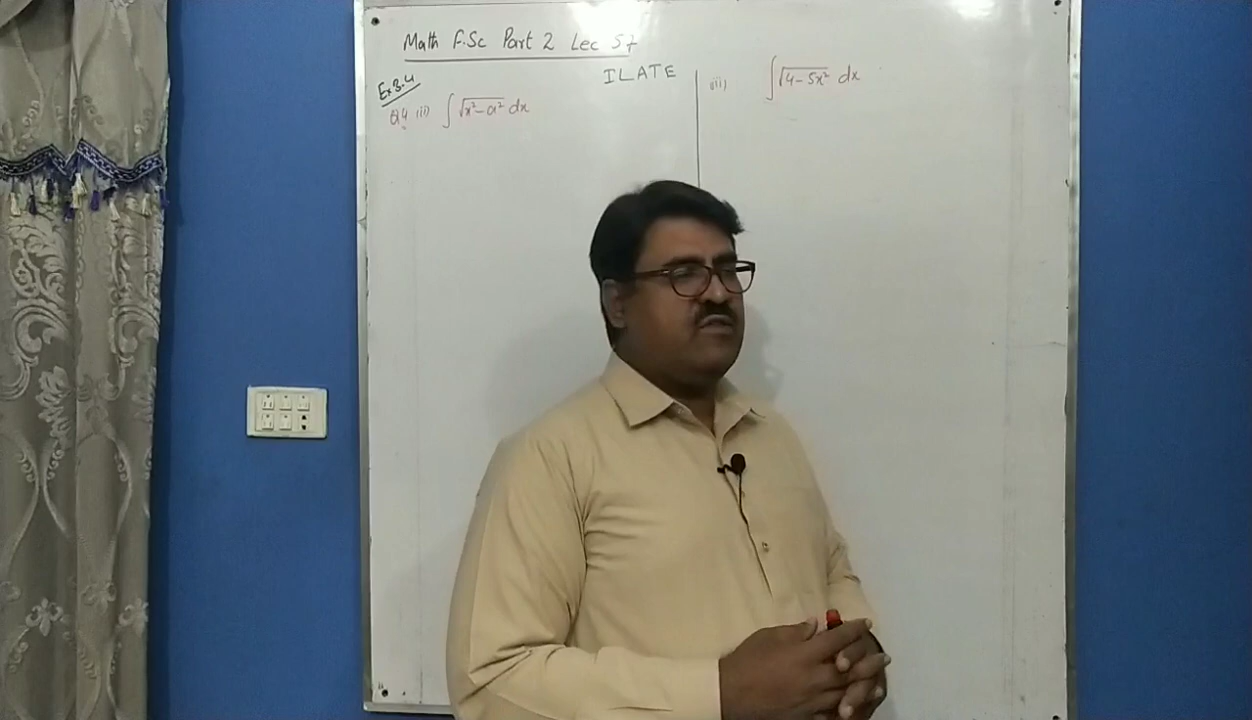 Math F.Sc Part 2 Lec 57
ILATE
Ex 3.4
Q4 (ii) ∫√x²-a² dx
(iii) ∫√4-5x² dx